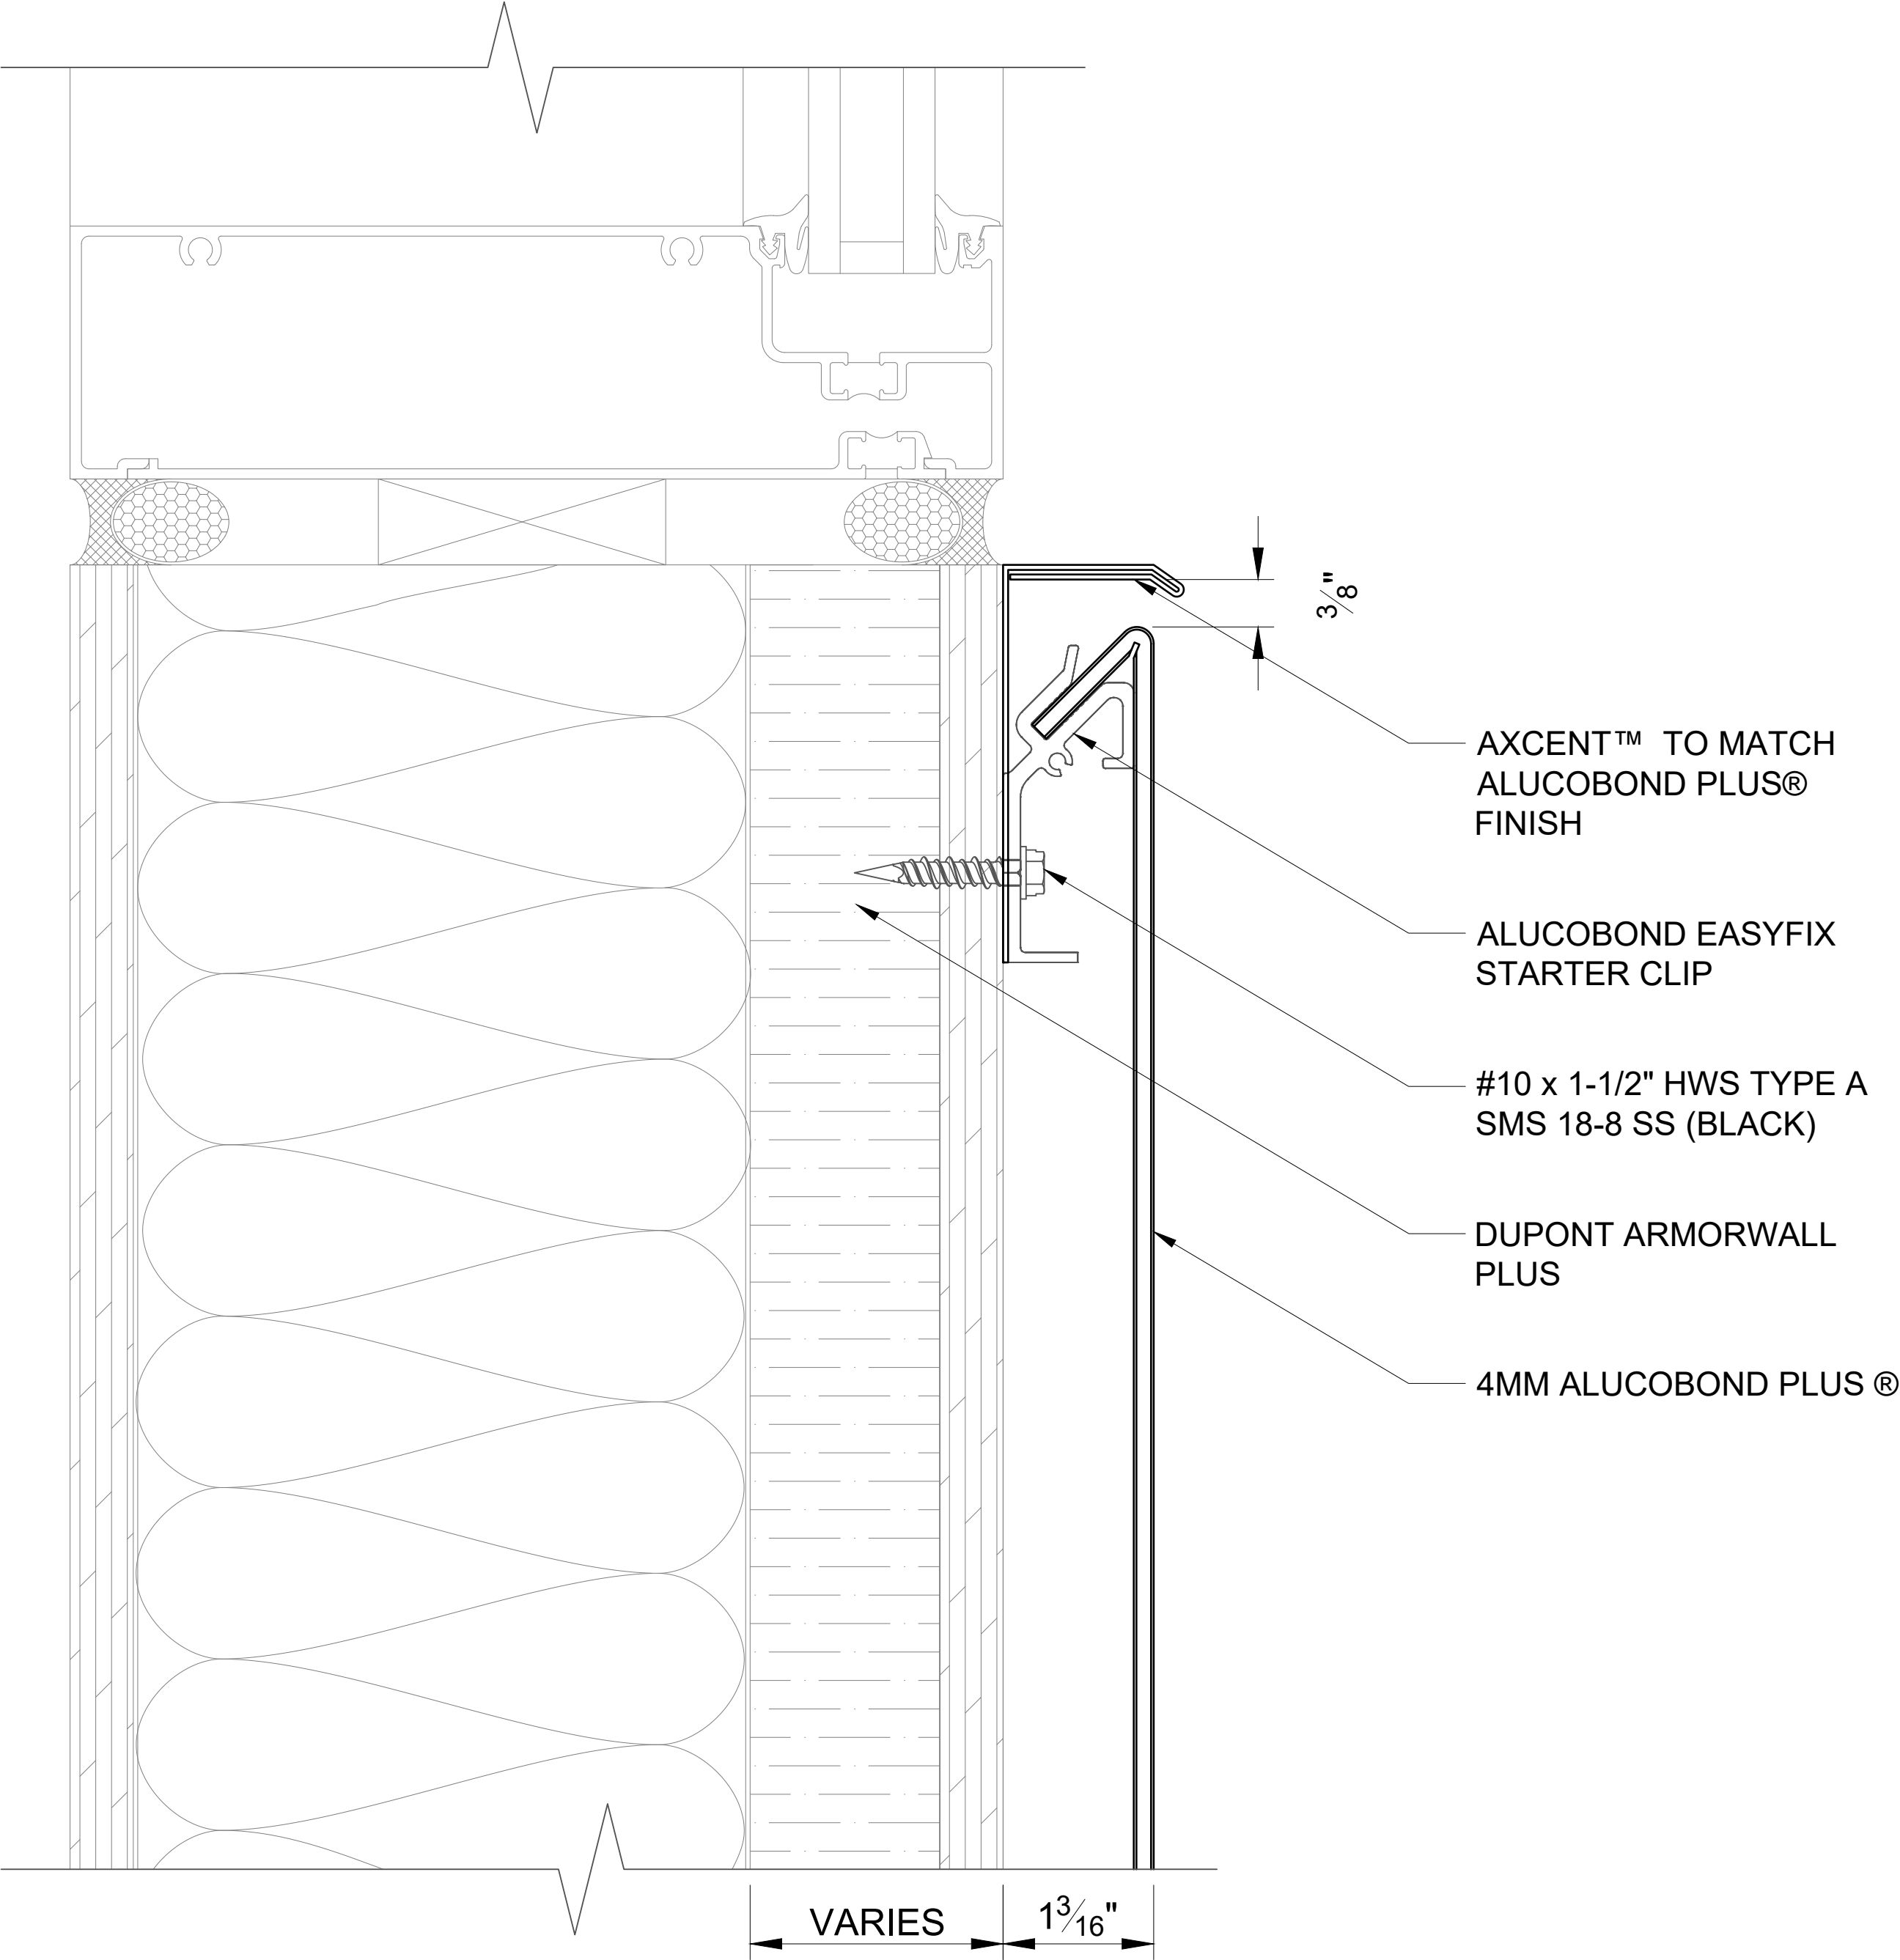 3/8"
AXCENT™ TO MATCH
ALUCOBOND PLUS®
FINISH
ALUCOBOND EASYFIX
STARTER CLIP
#10 x 1-1/2" HWS TYPE A
SMS 18-8 SS (BLACK)
DUPONT ARMORWALL
PLUS
4MM ALUCOBOND PLUS ®
VARIES
1 3/16"